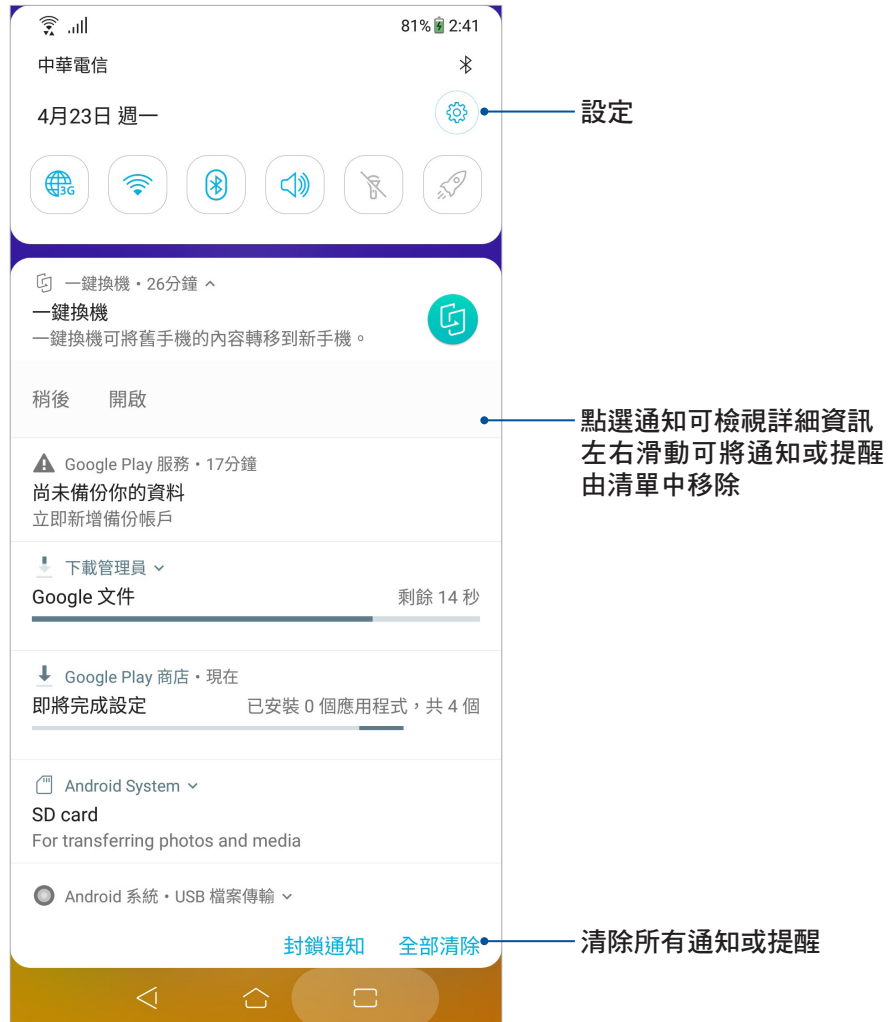 81% 2:41
中華電信
4月23日 週一
設定
3G
一鍵換機・26分鐘
一鍵換機
一鍵換機可將舊手機的內容轉移到新手機。
稍後 開啟
點選通知可檢視詳細資訊
左右滑動可將通知或提醒
由清單中移除
Google Play 服務・17分鐘
尚未備份你的資料
立即新增備份帳戶
下載管理員
Google 文件 剩餘 14 秒
Google Play 商店・現在
即將完成設定 已安裝 0 個應用程式，共 4 個
Android System
SD card
For transferring photos and media
Android 系統・USB 檔案傳輸
封鎖通知 全部清除
清除所有通知或提醒